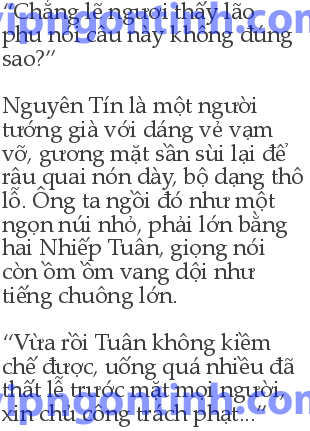 “Chẳng lẽ ngươi thấy lão
phu nói câu này không đúng
sao?”
Nguyên Tín là một người
tướng già với dáng vẻ vạm
vỡ, gương mặt sần sùi lại để
râu quai nón dày, bộ dạng thô
lỗ. Ông ta ngồi đó như một
ngọn núi nhỏ, phải lớn bằng
hai Nhiếp Tuân, giọng nói
còn ồm ồm vang dội như
tiếng chuông lớn.
“Vừa rồi Tuân không kiềm
chế được, uống quá nhiều đã
thất lễ trước mặt mọi người,
xin chủ công trách phạt...“